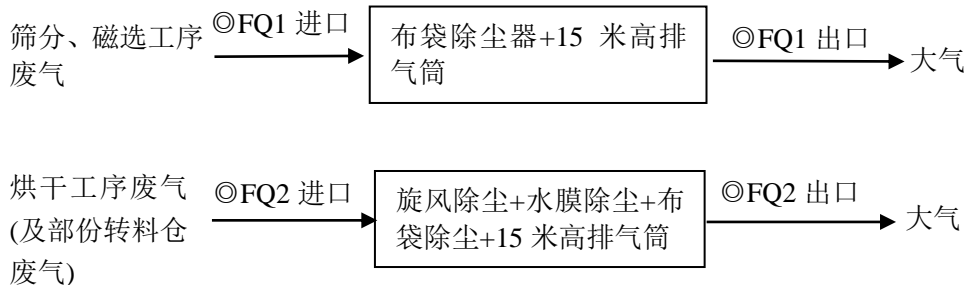 筛分、磁选工序
废气
◎FQ1 进口
布袋除尘器+15 米高排
气筒
◎FQ1 出口
大气
烘干工序废气
(及部份转料仓
废气)
◎FQ2 进口
旋风除尘+水膜除尘+布
袋除尘+15 米高排气筒
◎FQ2 出口
大气